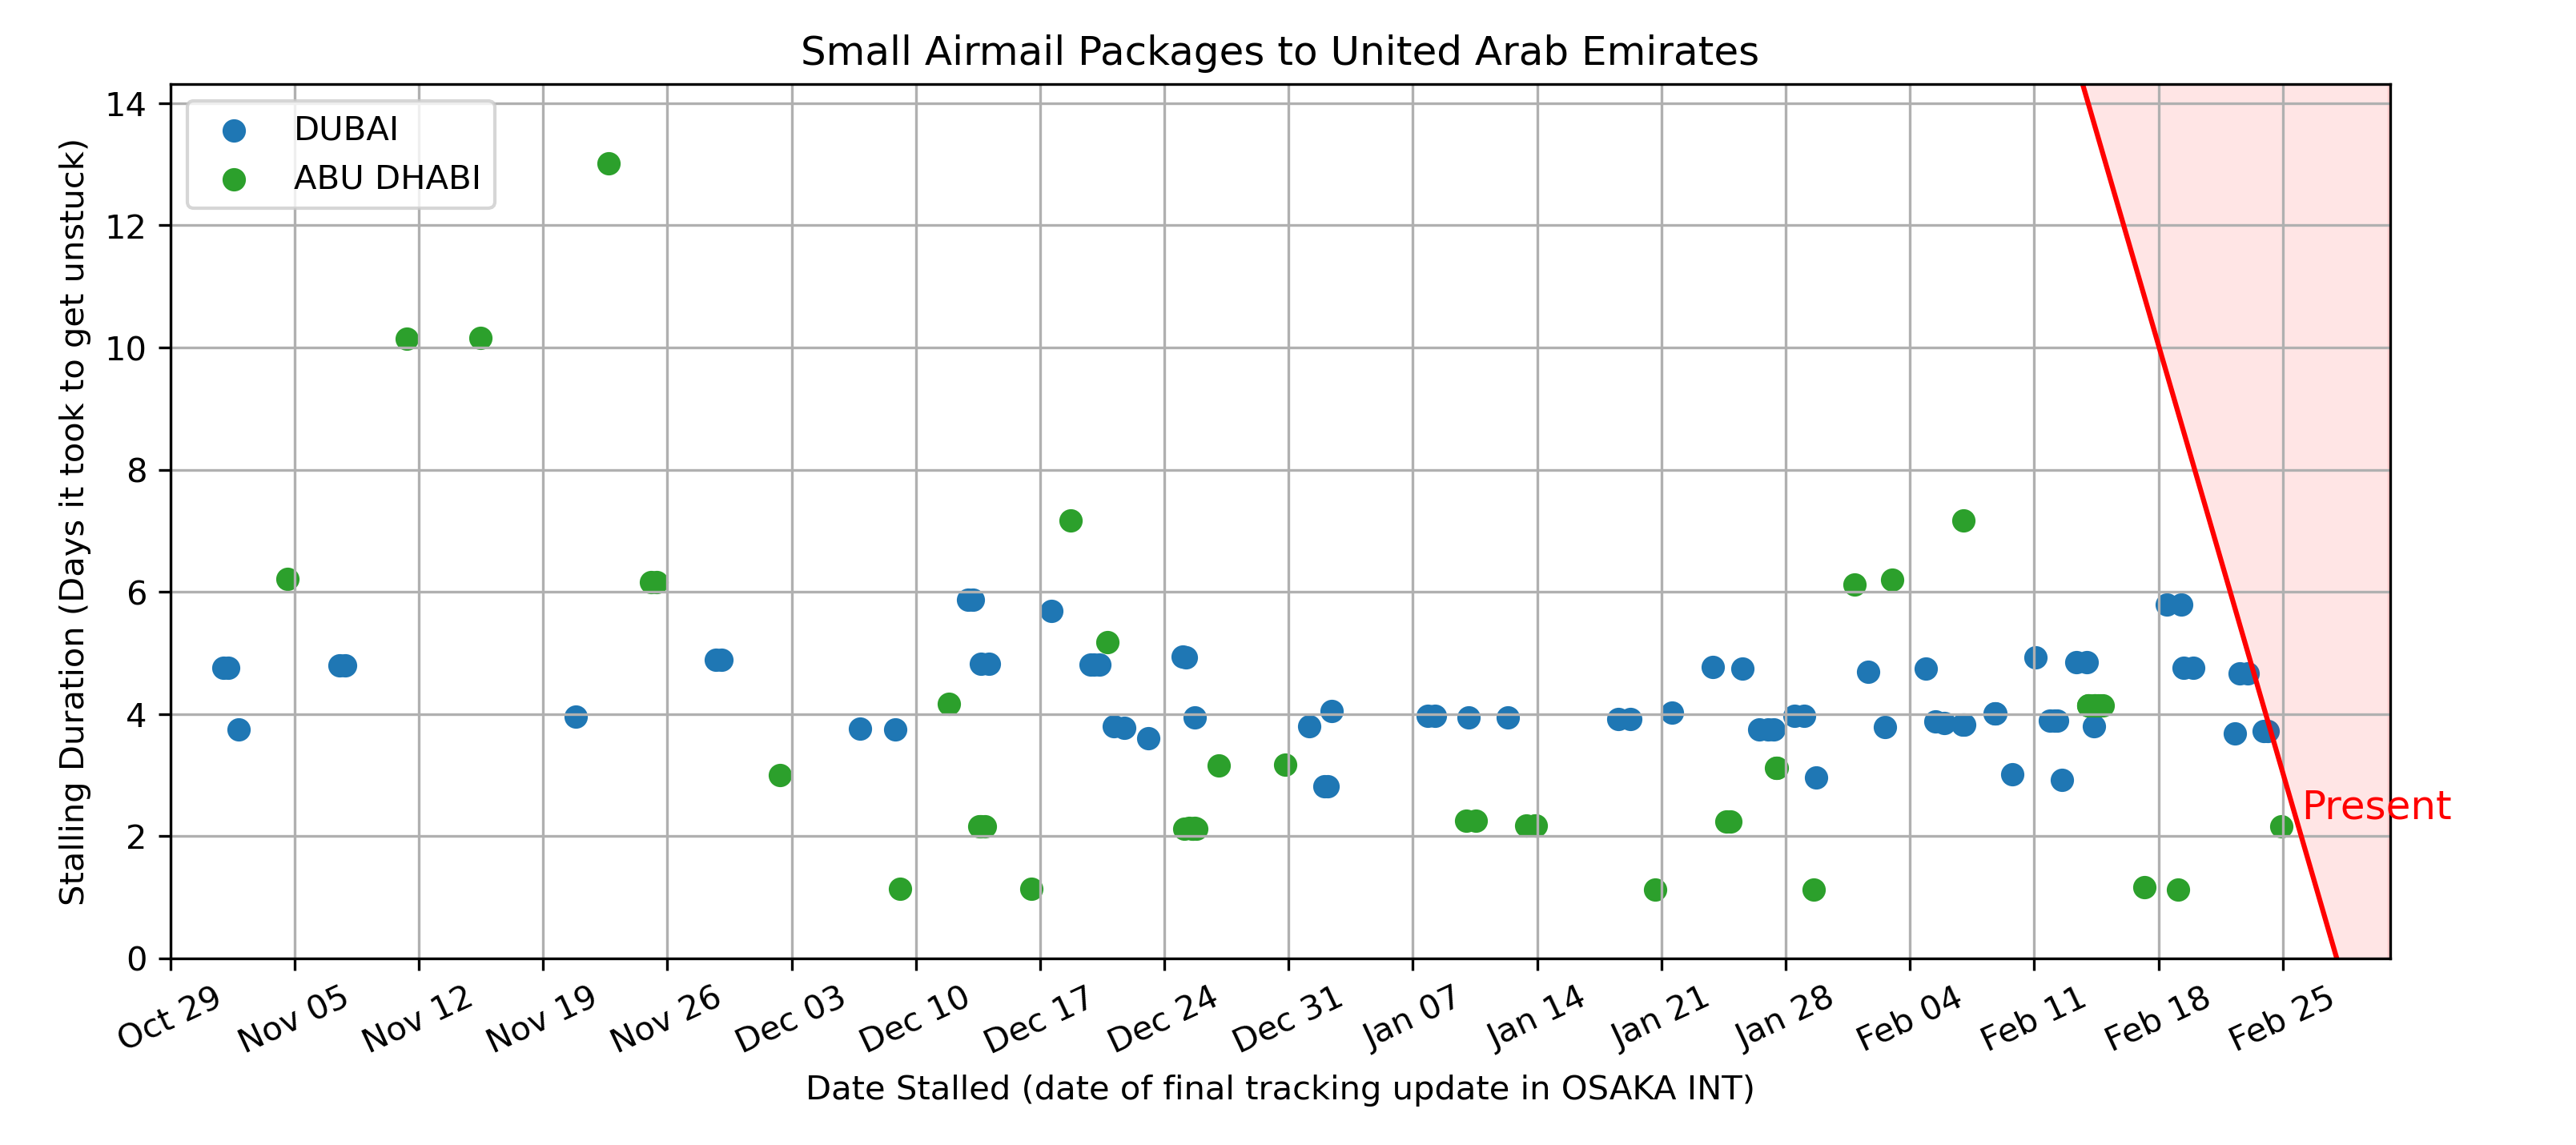 Small Airmail Packages to United Arab Emirates
DUBAI
ABU DHABI
Stalling Duration (Days it took to get unstuck)
14
12
10
8
6
4
2
0
Present
Oct 29
Nov 05
Nov 12
Nov 19
Nov 26
Dec 03
Dec 10
Dec 17
Dec 24
Dec 31
Jan 07
Jan 14
Jan 21
Jan 28
Feb 04
Feb 11
Feb 18
Feb 25
Date Stalled (date of final tracking update in OSAKA INT)